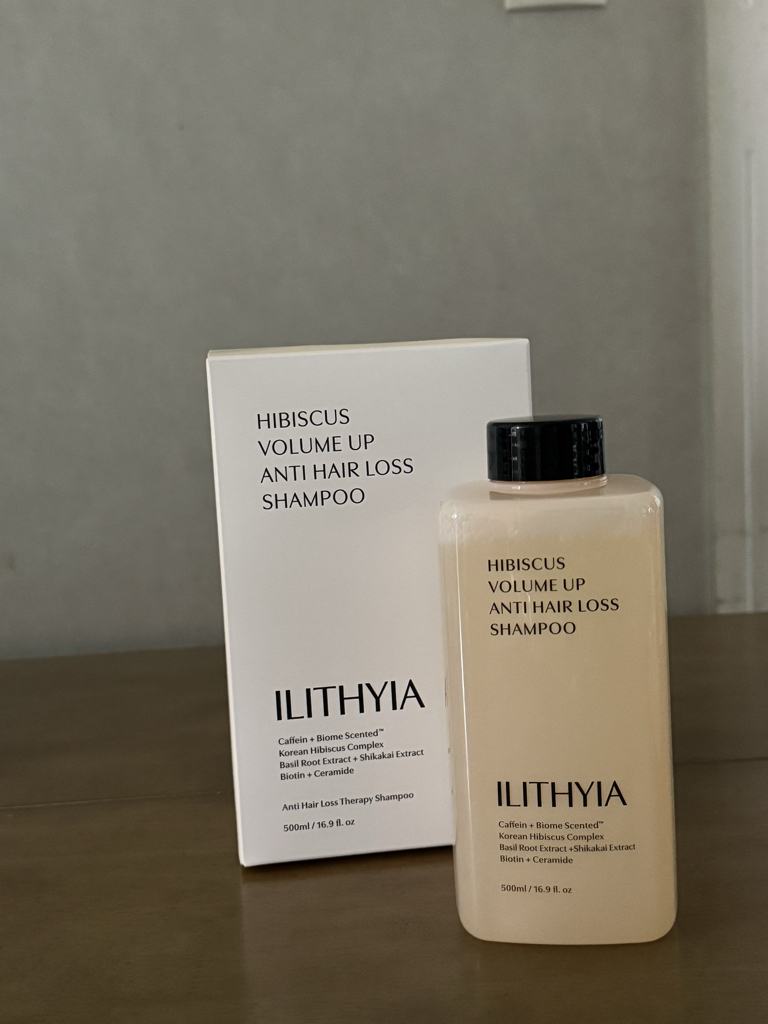 HIBISCUS
VOLUME UP
ANTI HAIR LOSS
SHAMPOO
ILITHYIA
Caffein + Biome Scented™
Korean Hibiscus Complex
Basil Root Extract + Shikakai Extract
Biotin + Ceramide
Anti Hair Loss Therapy Shampoo
500ml / 16.9 fl. oz
HIBISCUS
VOLUME UP
ANTI HAIR LOSS
SHAMPOO
ILITHYIA
Caffein + Biome Scented™
Korean Hibiscus Complex
Basil Root Extract +Shikakai Extract
Biotin + Ceramide
500ml / 16.9 fl. oz